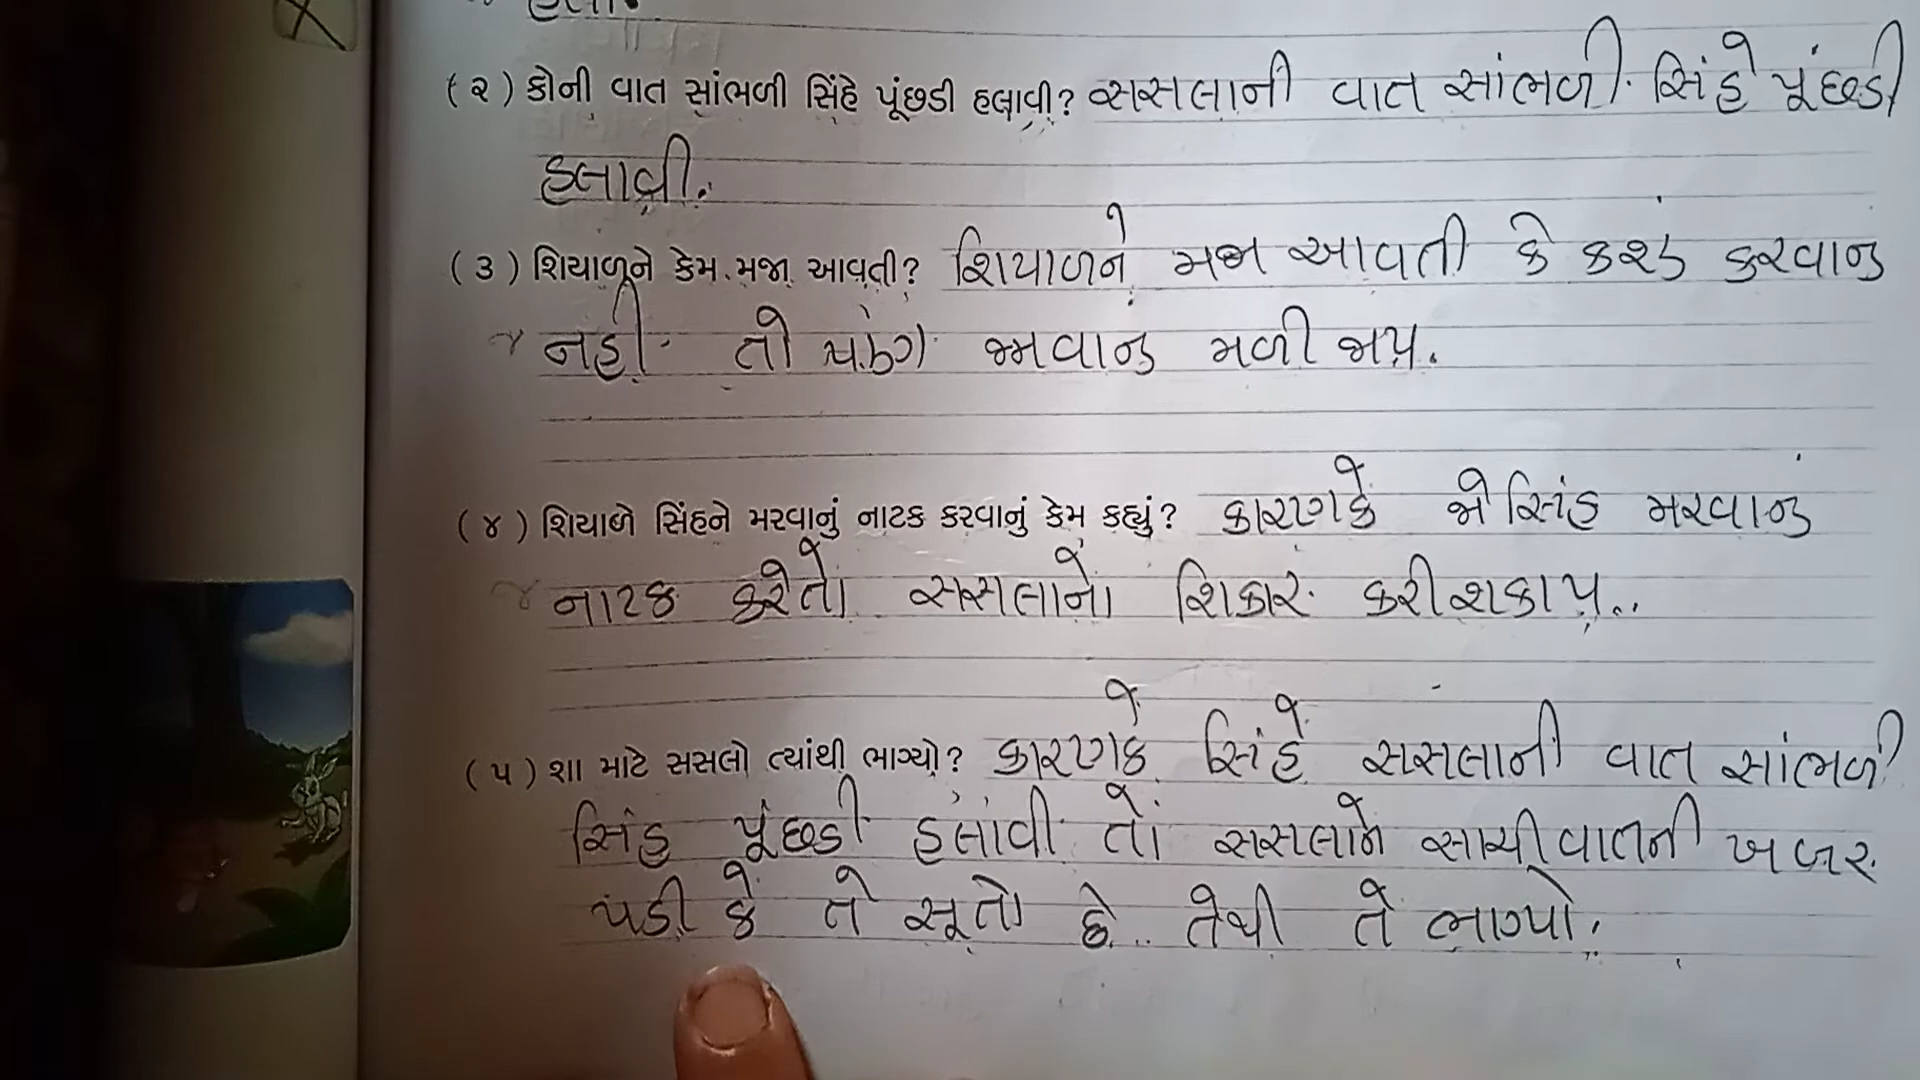 (૨) કોની વાત સાંભળી સિંહે પૂંછડી હલાવી? સસલાની વાત સાંભળી સિંહે પૂંછડી
હલાવી.
(૩) શિયાળને કેમ મજા આવતી? શિયાળને મજા આવતી કે કશું કરવાનુ
નહી તો પણ જમવાનુ મળી જાય.
(૪) શિયાળે સિંહને મરવાનું નાટક કરવાનું કેમ કહ્યું? કારણકે જો સિંહ મરવાનું
નાટક કરે તો સસલાનો શિકાર કરી શકાય.
(૫) શા માટે સસલો ત્યાંથી ભાગ્યો? કારણકે સિંહે સસલાની વાત સાંભળી
સિંહ પૂંછડી હલાવી તો સસલાને સાચી વાતની ખબર
પડી કે તે સૂતો છે. તેથી તે ભાગ્યો.